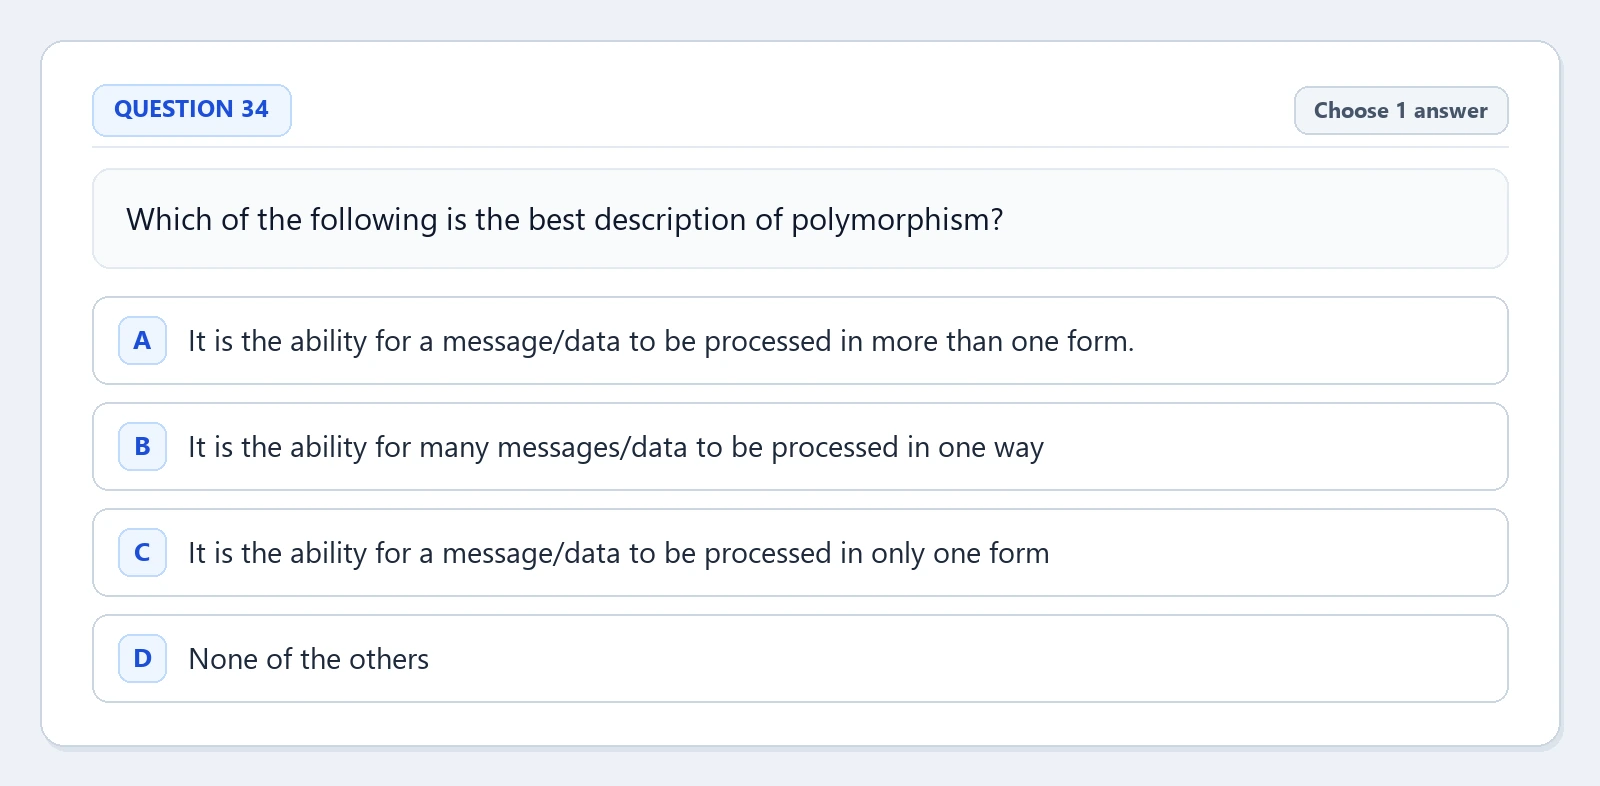 QUESTION 34
Choose 1 answer
Which of the following is the best description of polymorphism?
A It is the ability for a message/data to be processed in more than one form.
B It is the ability for many messages/data to be processed in one way
C It is the ability for a message/data to be processed in only one form
D None of the others